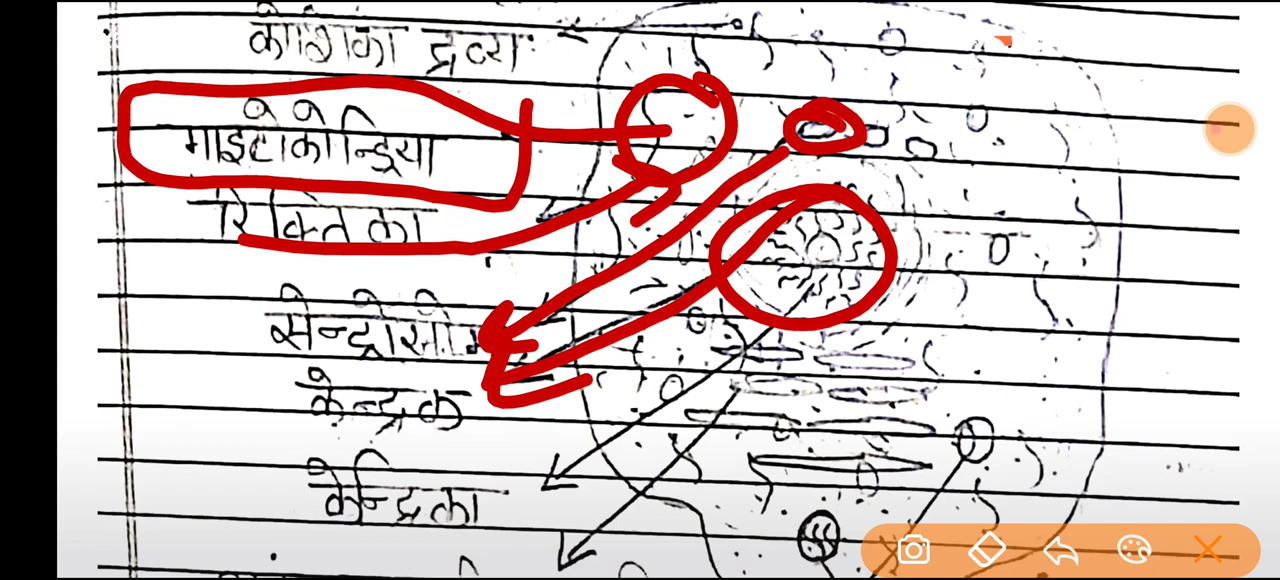 कोशिका द्रव्य
माइटोकोन्ड्रिया
रिक्तिका
सेन्ट्रोसोम
केन्द्रक
केन्द्रिका